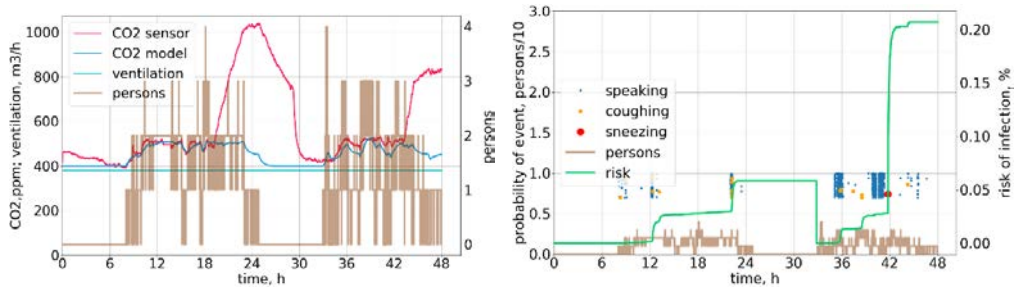 1000
800
600
400
200
0
CO2,ppm; ventilation, m3/h
CO2 sensor
CO2 model
ventilation
persons
4
3
2
1
0
persons
0 6 12 18 24 30 36 42 48
time, h
3.0
2.5
2.0
1.5
1.0
0.5
0.0
probability of event, persons/10
speaking
coughing
sneezing
persons
risk
0.20
0.15
0.10
0.05
0.00
risk of infection, %
0 6 12 18 24 30 36 42 48
time, h